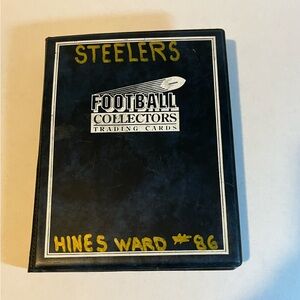 STEELERS
FOOTBALL
COLLECTORS
TRADING CARDS
HINES WARD #86